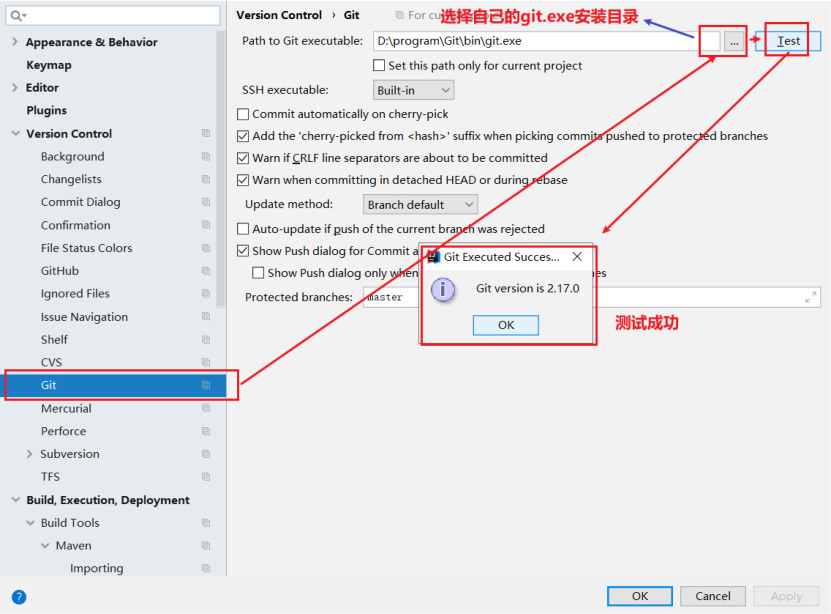 Appearance & Behavior
Keymap
Editor
Plugins
Version Control
Background
Changelists
Commit Dialog
Confirmation
File Status Colors
GitHub
Ignored Files
Issue Navigation
Shelf
CVS
Git
Mercurial
Perforce
Subversion
TFS
Build, Execution, Deployment
Build Tools
Maven
Importing
Version Control › Git
For cu
选择自己的git.exe安装目录
Path to Git executable: D:\program\Git\bin\git.exe ... Test
Set this path only for current project
SSH executable: Built-in
Commit automatically on cherry-pick
Add the 'cherry-picked from <hash>' suffix when picking commits pushed to protected branches
Warn if CRLF line separators are about to be committed
Warn when committing in detached HEAD or during rebase
Update method: Branch default
Auto-update if push of the current branch was rejected
Show Push dialog for Commit a
Show Push dialog only when hes
Protected branches: master
Git Executed Succes...
Git version is 2.17.0
OK
测试成功
? OK Cancel Apply